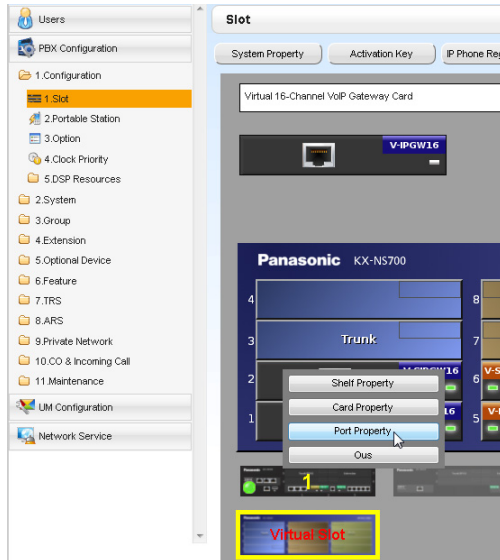 Users
PBX Configuration
1.Configuration
1.Slot
2.Portable Station
3.Option
4.Clock Priority
5.DSP Resources
2.System
3.Group
4.Extension
5.Optional Device
6.Feature
7.TRS
8.ARS
9.Private Network
10.CO & Incoming Call
11.Maintenance
UM Configuration
Network Service
Slot
System Property
Activation Key
IP Phone Reg
Virtual 16-Channel VoIP Gateway Card
V-IPGW16
Panasonic KX-NS700
4
8
3
Trunk
7
2
6
V-S
1
16
5
V-I
Shelf Property
Card Property
Port Property
Ous
1
Virtual Slot